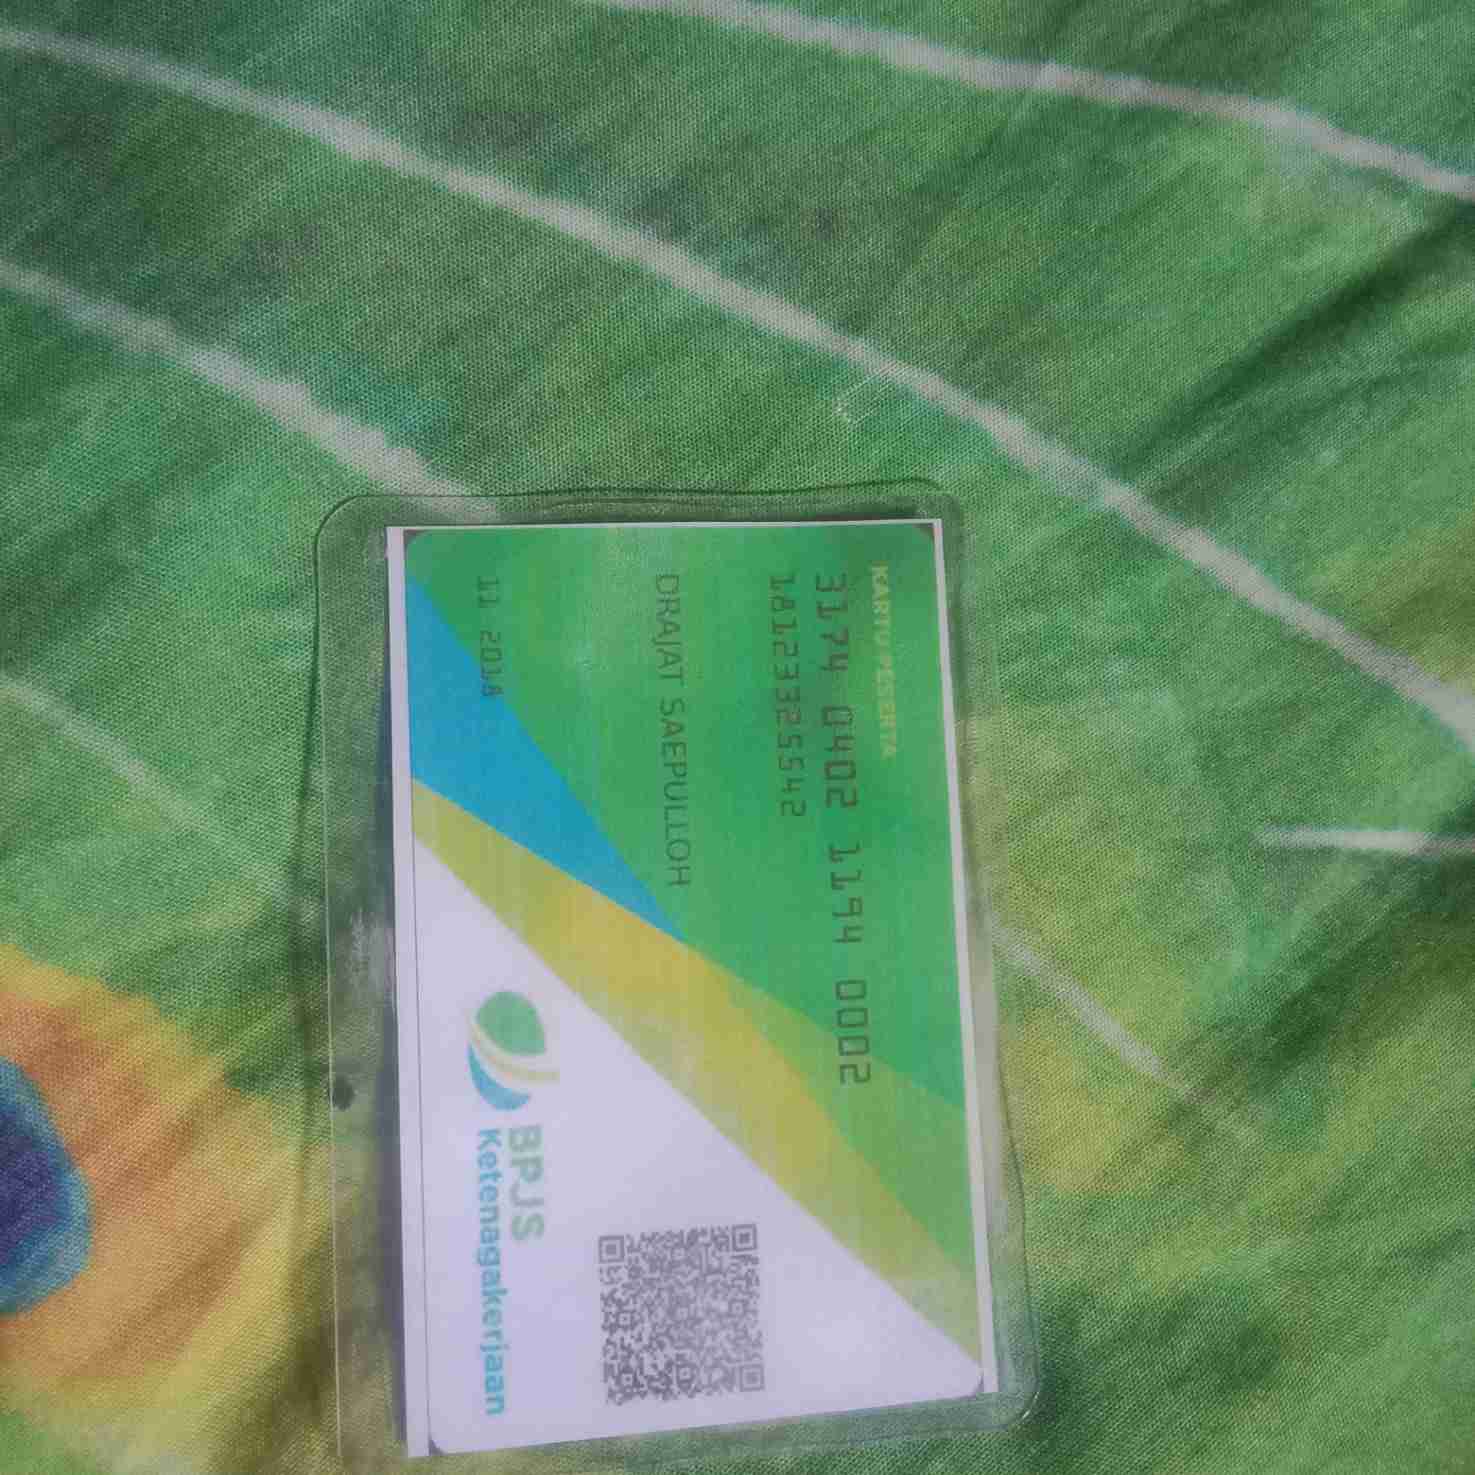 KARTU PESERTA
3174 0402 1194 0002
18123325542
DRAJAT SAEPULLOH
11 2018
BPJS
Ketenagakerjaan